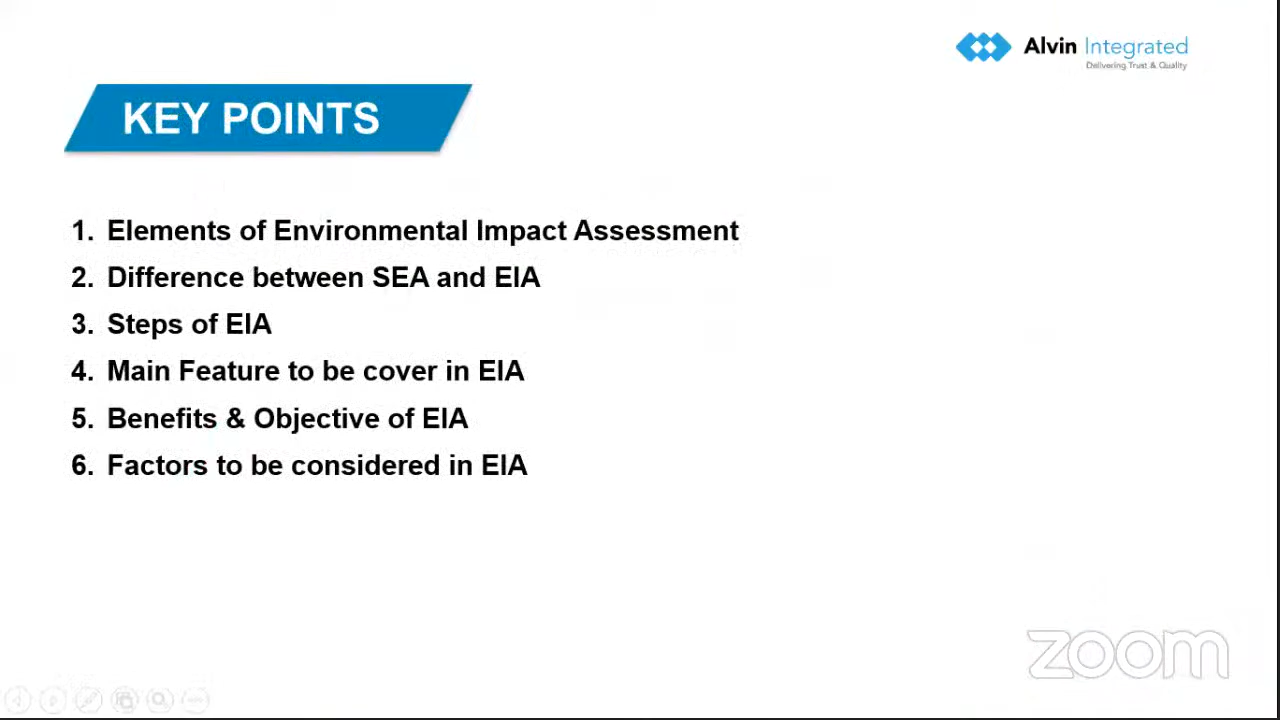 Alvin Integrated
Delivering Trust & Quality
KEY POINTS
1. Elements of Environmental Impact Assessment
2. Difference between SEA and EIA
3. Steps of EIA
4. Main Feature to be cover in EIA
5. Benefits & Objective of EIA
6. Factors to be considered in EIA
zoom